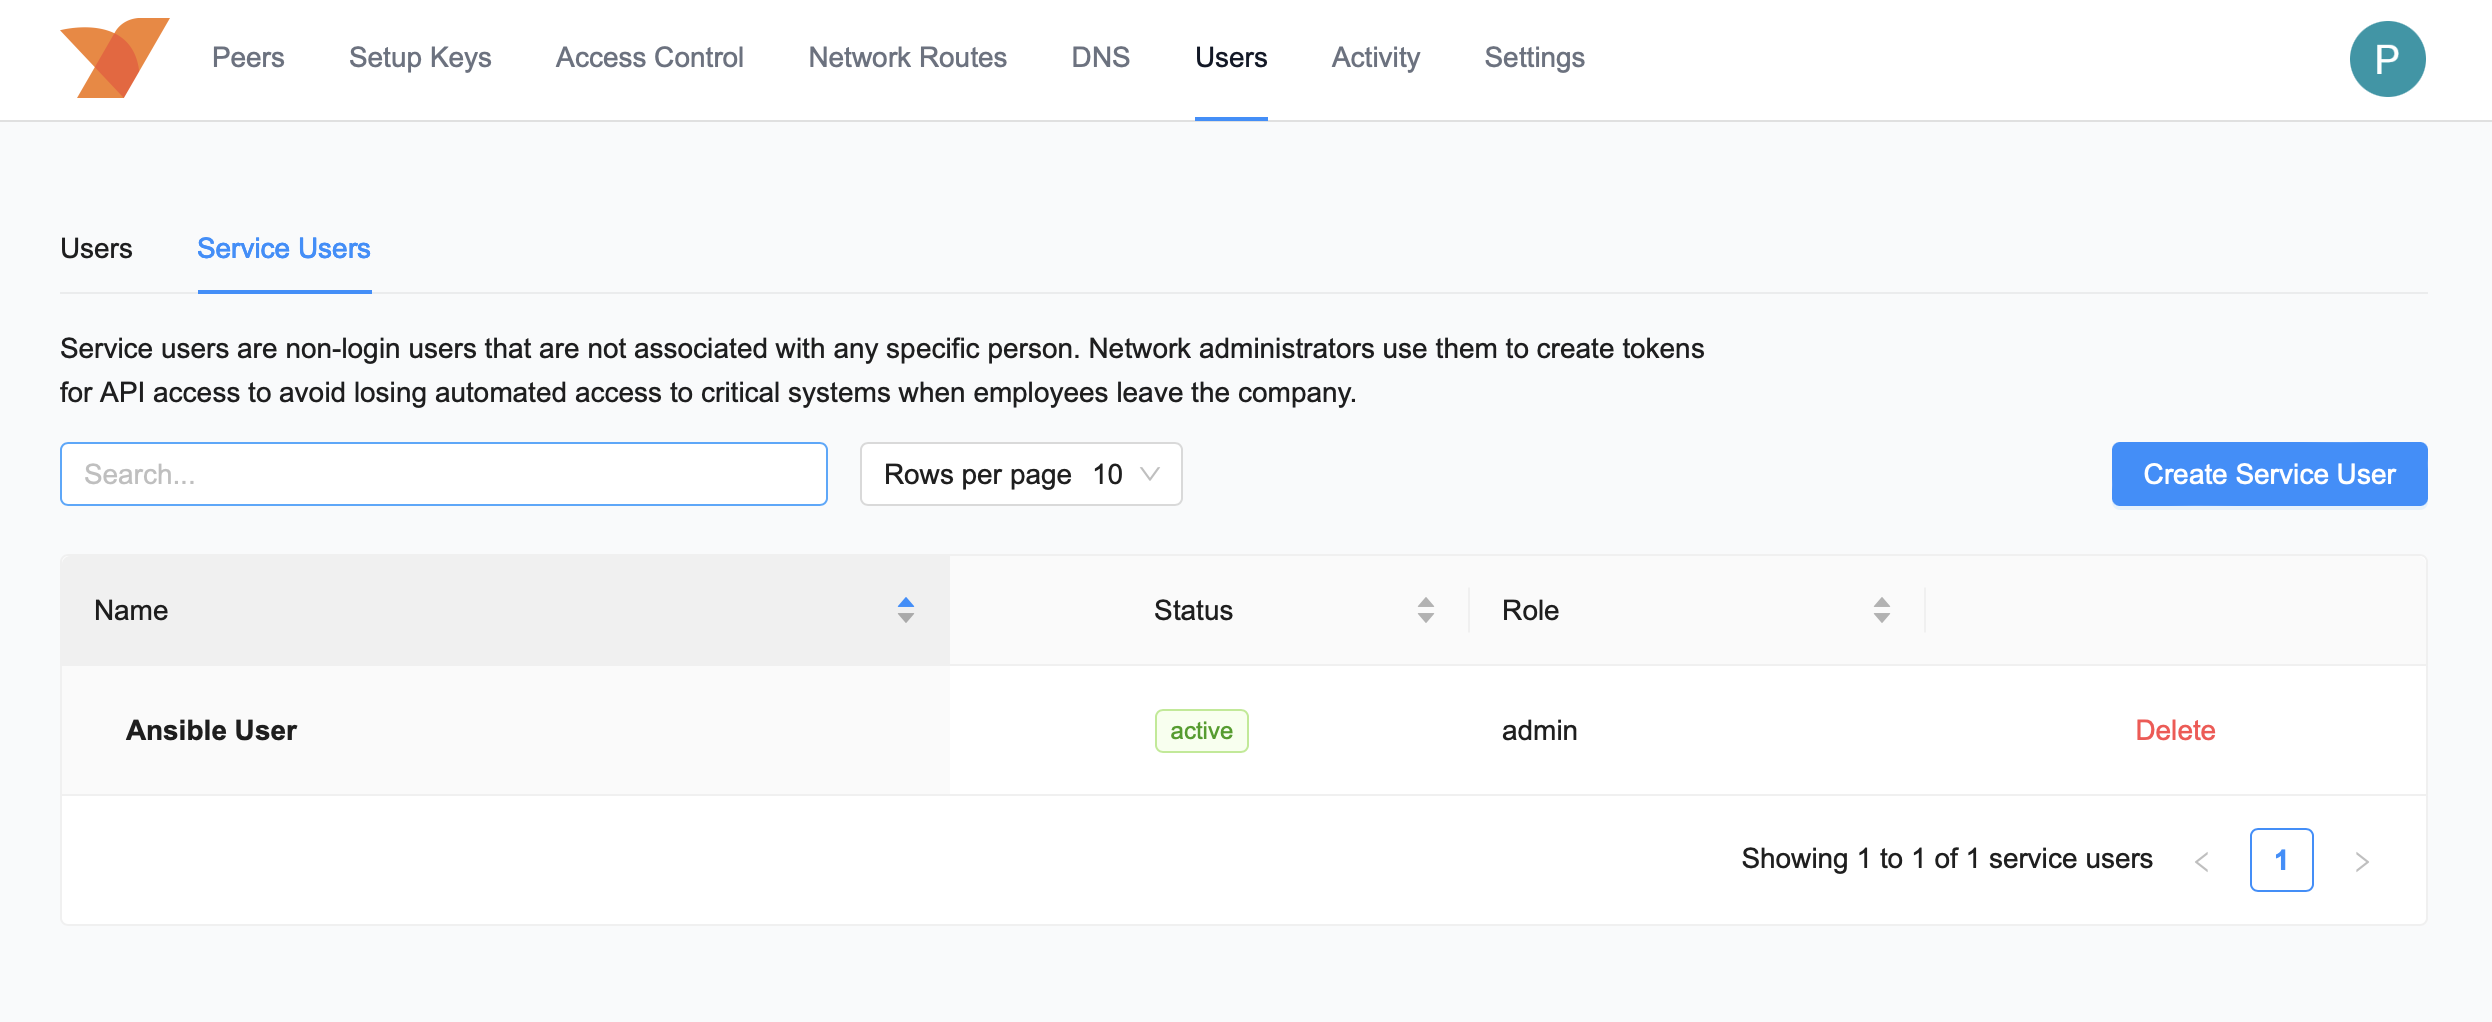 Peers Setup Keys Access Control Network Routes DNS Users Activity Settings P
Users Service Users
Service users are non-login users that are not associated with any specific person. Network administrators use them to create tokens
for API access to avoid losing automated access to critical systems when employees leave the company.
Search... Rows per page 10 Create Service User
Name Status Role
Ansible User active admin Delete
Showing 1 to 1 of 1 service users < 1 >